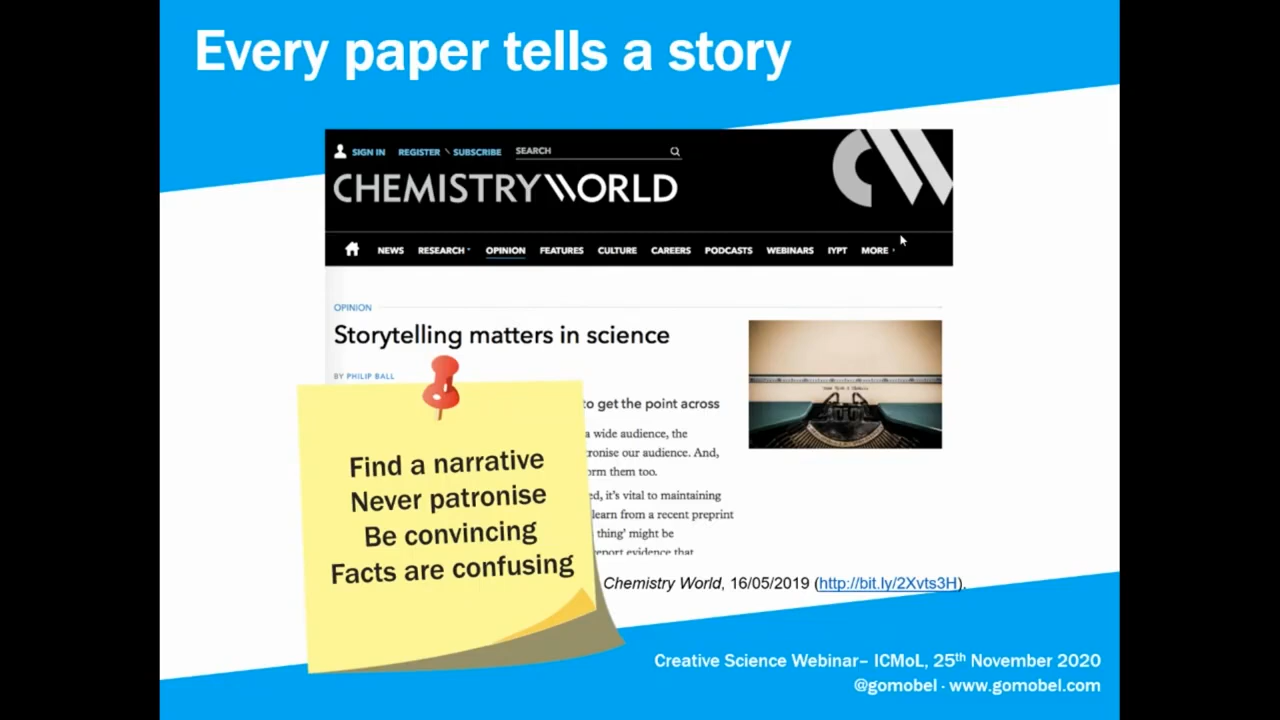 Every paper tells a story
SIGN IN REGISTER \ SUBSCRIBE SEARCH
CHEMISTRY WORLD
NEWS RESEARCH OPINION FEATURES CULTURE CAREERS PODCASTS WEBINARS IYPT MORE
OPINION
Storytelling matters in science
BY PHILIP BALL
to get the point across
a wide audience, the
ronise our audience. And,
orm them too.
ed, it's vital to maintaining
learn from a recent preprint
thing' might be
report evidence that
Find a narrative
Never patronise
Be convincing
Facts are confusing
Chemistry World, 16/05/2019 (http://bit.ly/2Xvts3H).
Creative Science Webinar– ICMoL, 25th November 2020
@gomobel · www.gomobel.com